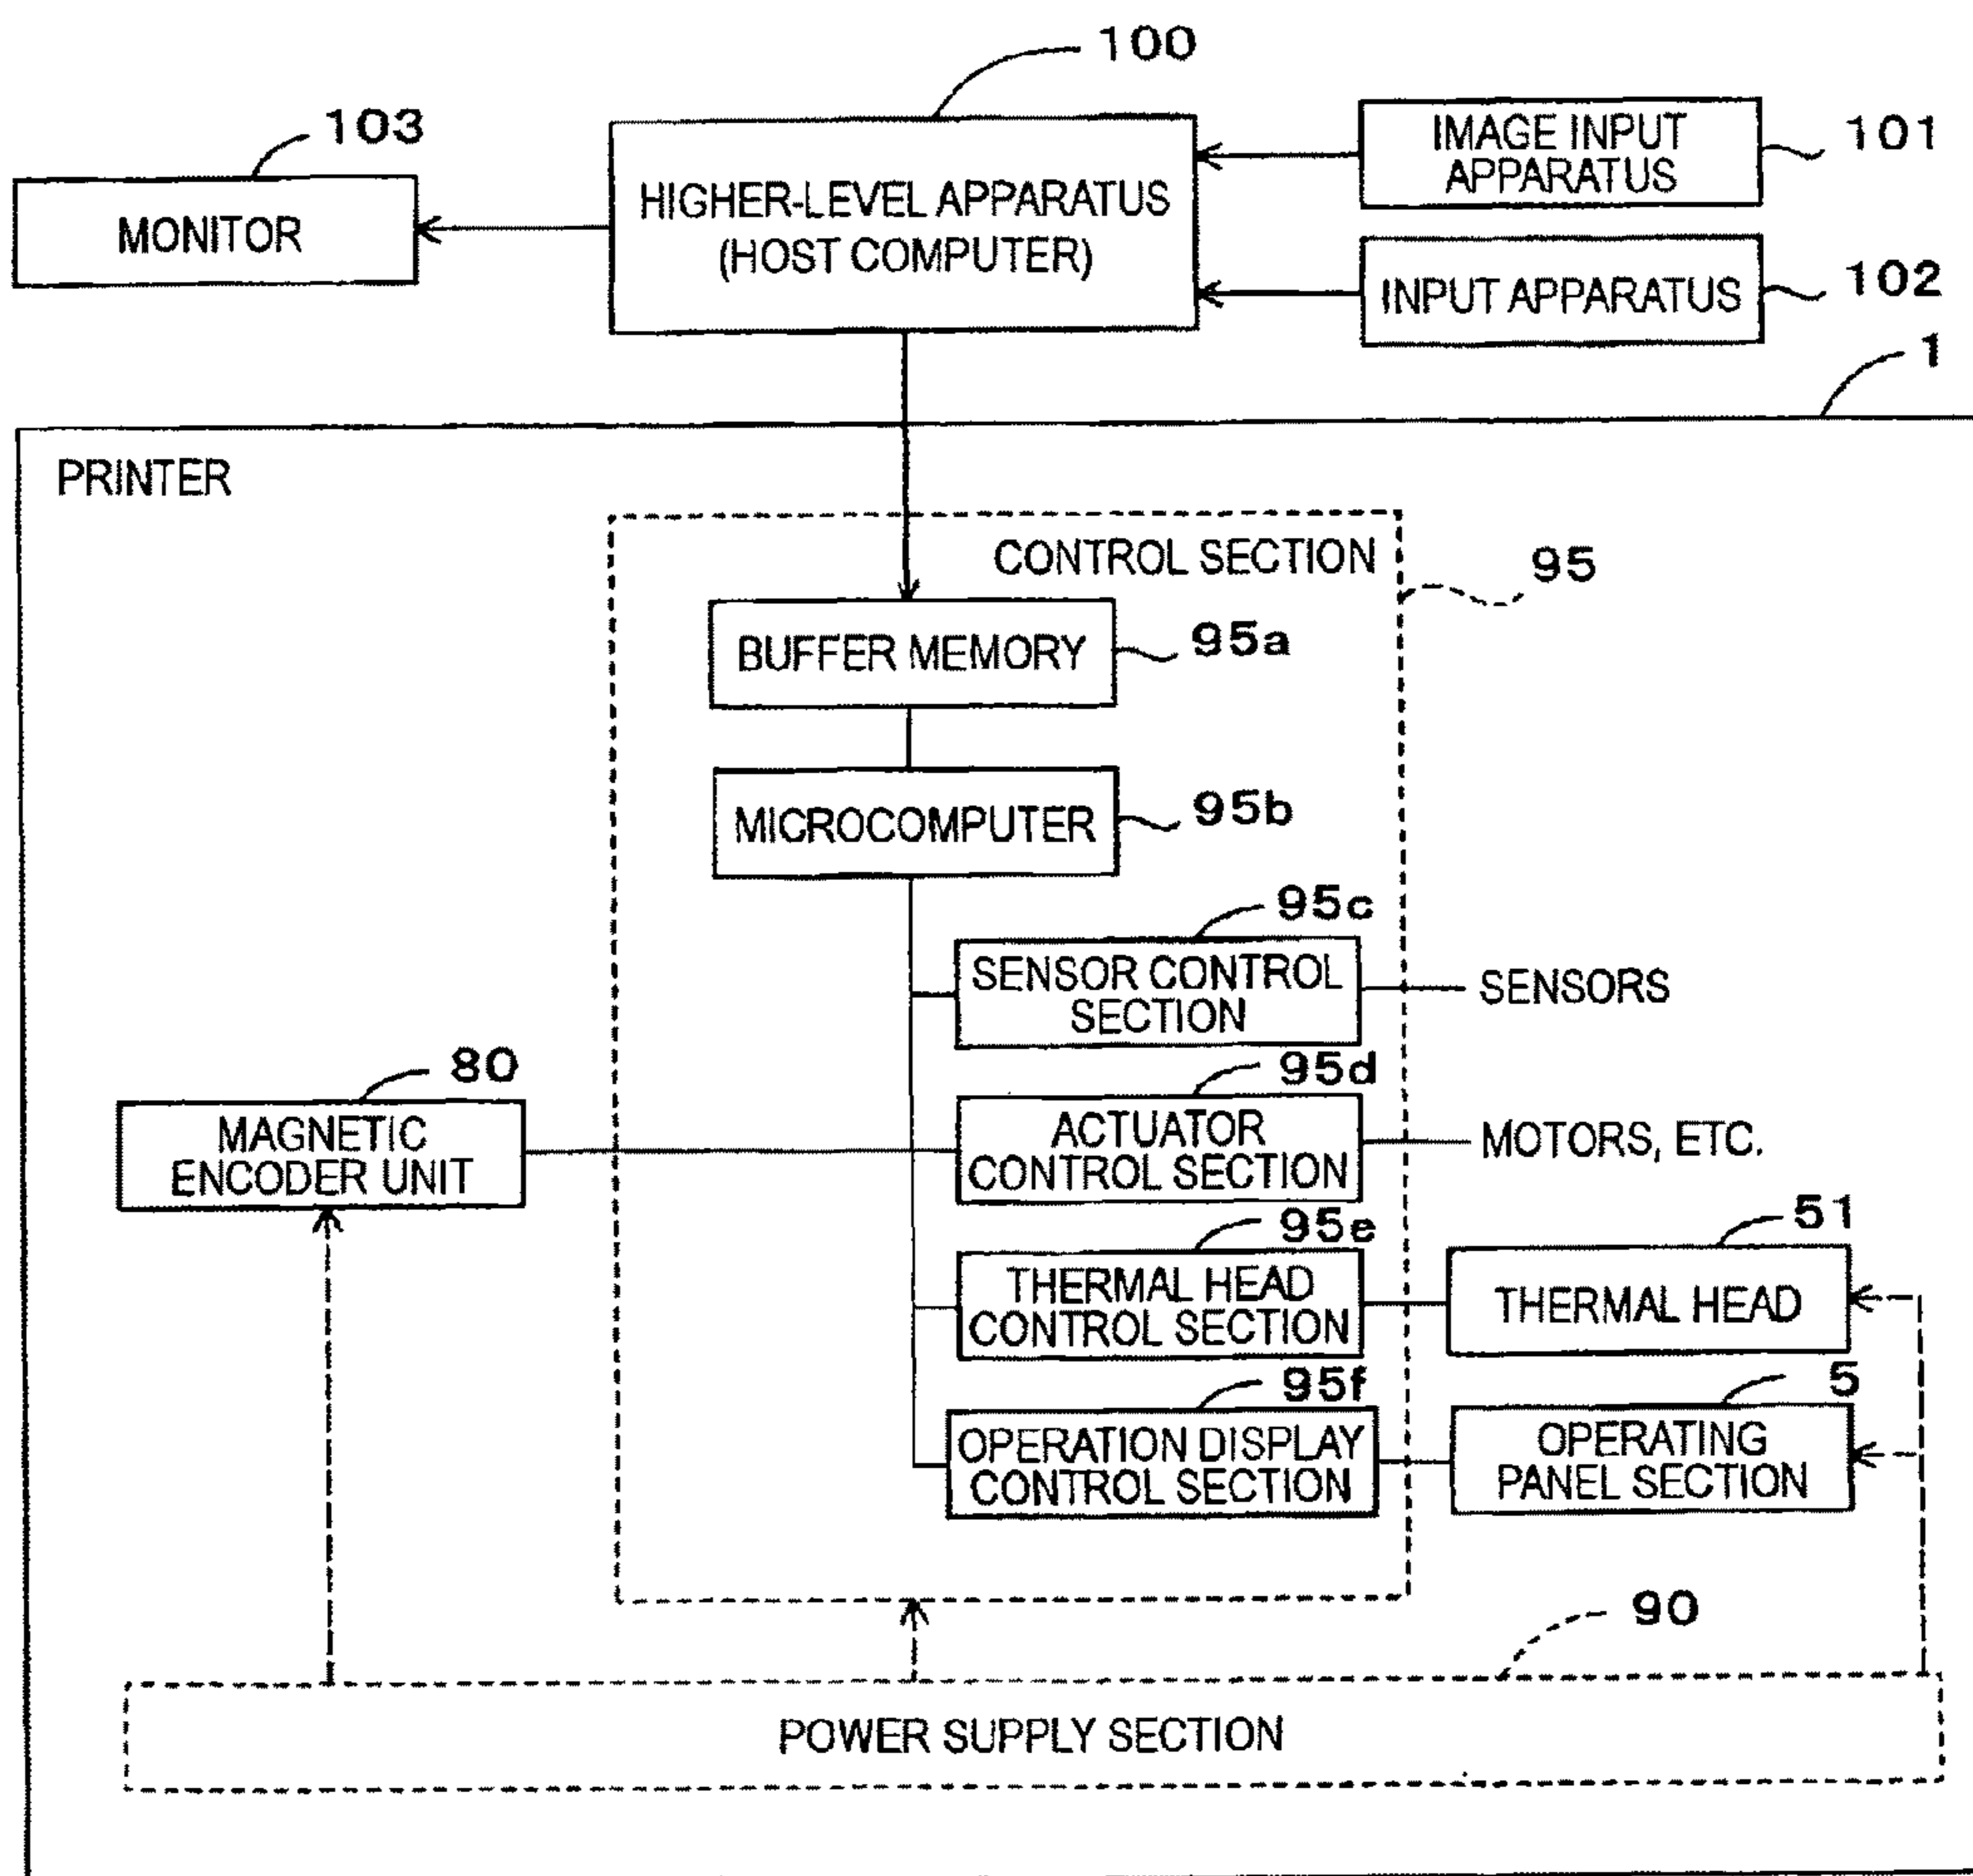 100
103
IMAGE INPUT
APPARATUS
101
HIGHER-LEVEL APPARATUS
(HOST COMPUTER)
MONITOR
INPUT APPARATUS
102
1
PRINTER
CONTROL SECTION
95
BUFFER MEMORY
95a
MICROCOMPUTER
95b
95c
SENSOR CONTROL
SECTION
SENSORS
80
95d
MAGNETIC
ENCODER UNIT
ACTUATOR
CONTROL SECTION
MOTORS, ETC.
95e
51
THERMAL HEAD
CONTROL SECTION
THERMAL HEAD
95f
5
OPERATION DISPLAY
CONTROL SECTION
OPERATING
PANEL SECTION
90
POWER SUPPLY SECTION